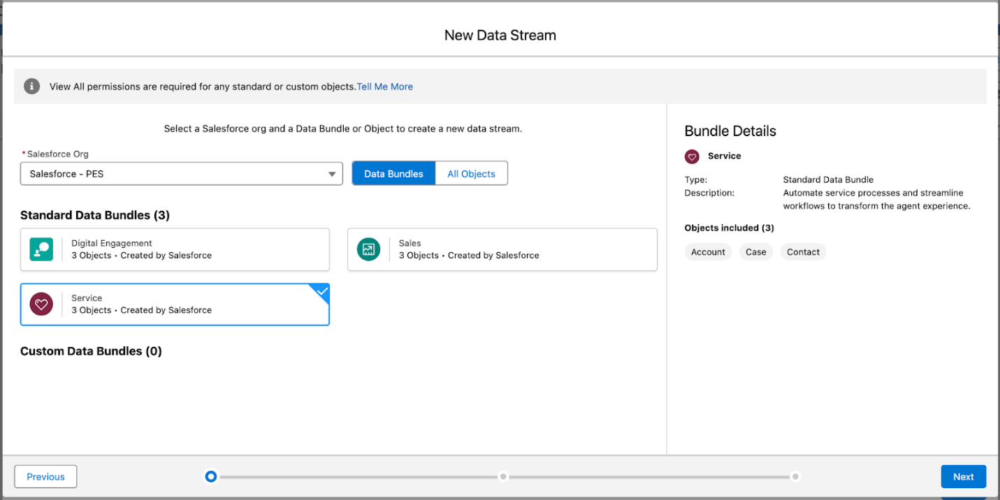 New Data Stream
View All permissions are required for any standard or custom objects.Tell Me More
Select a Salesforce org and a Data Bundle or Object to create a new data stream.
* Salesforce Org
Salesforce - PES
Data Bundles
All Objects
Standard Data Bundles (3)
Digital Engagement
3 Objects • Created by Salesforce
Sales
3 Objects • Created by Salesforce
Service
3 Objects • Created by Salesforce
Custom Data Bundles (0)
Bundle Details
Service
Type: Standard Data Bundle
Description: Automate service processes and streamline
workflows to transform the agent experience.
Objects included (3)
Account Case Contact
Previous
Next